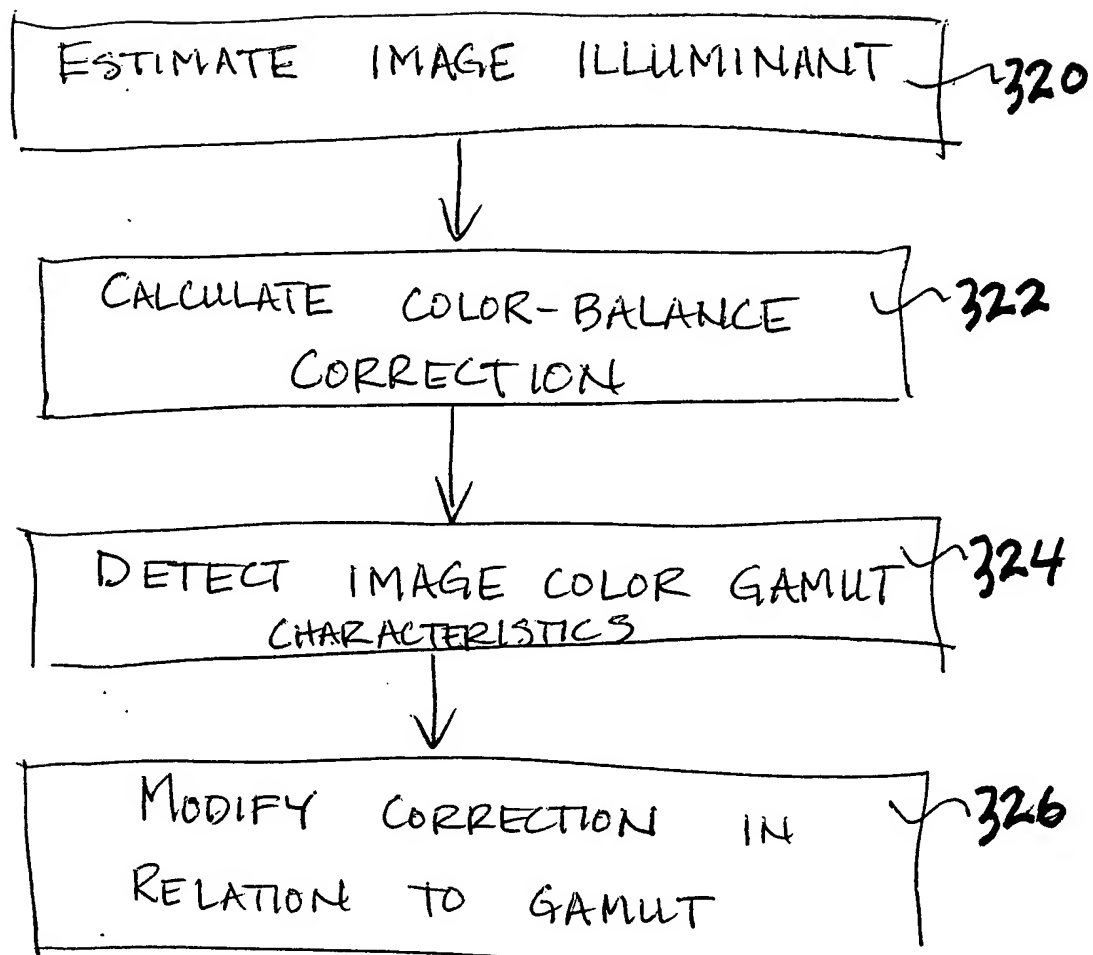 ESTIMATE IMAGE ILLUMINANT 320
CALCULATE COLOR-BALANCE 322
CORRECTION
DETECT IMAGE COLOR GAMUT 324
CHARACTERISTICS
MODIFY CORRECTION IN 326
RELATION TO GAMUT